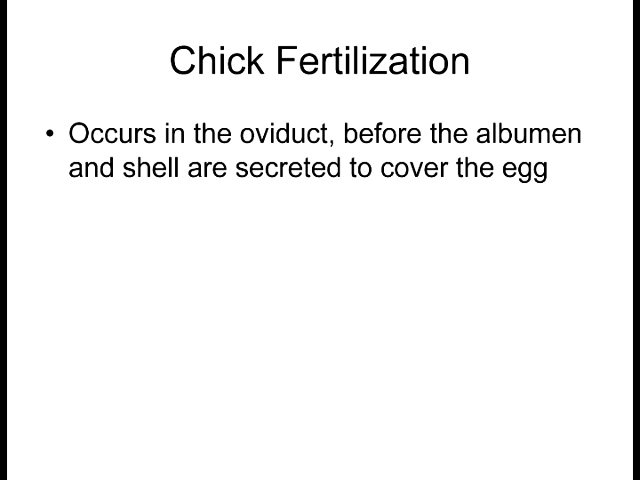 Chick Fertilization
• Occurs in the oviduct, before the albumen
and shell are secreted to cover the egg